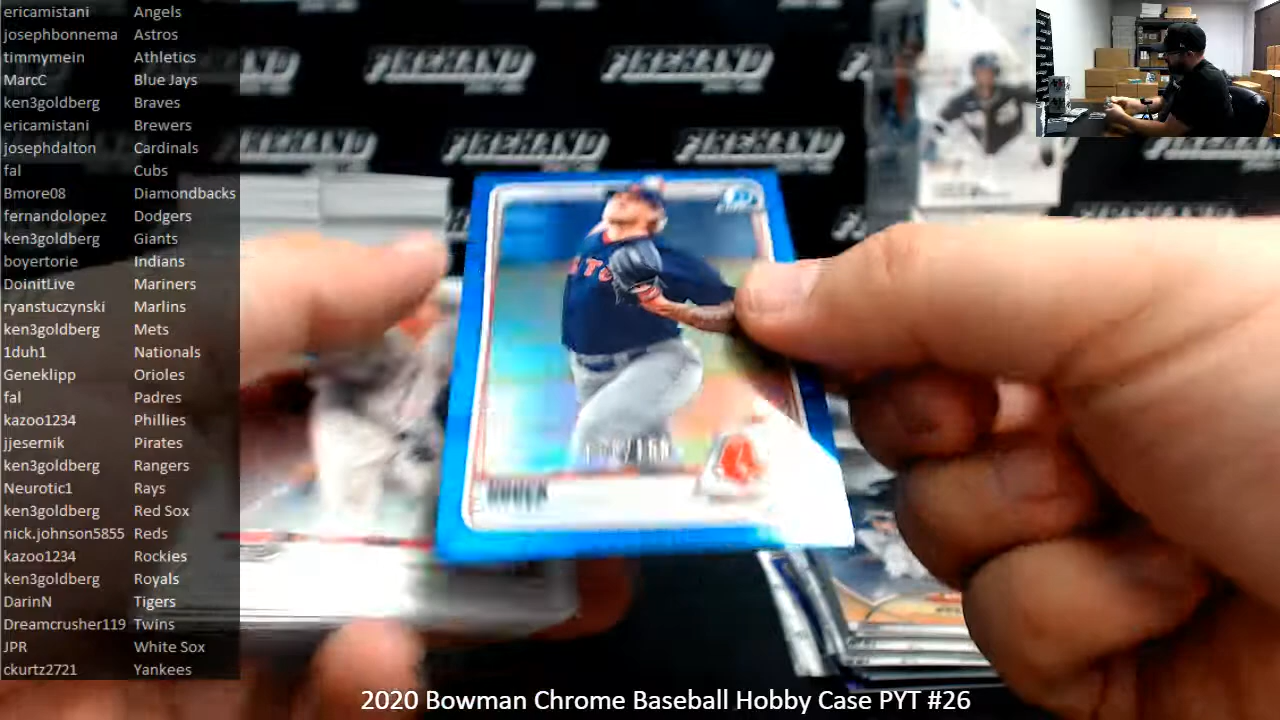 ericamistani Angels
josephbonnema Astros
timmymein Athletics
MarcC Blue Jays
ken3goldberg Braves
ericamistani Brewers
josephdalton Cardinals
fal Cubs
Bmore08 Diamondbacks
fernandolopez Dodgers
ken3goldberg Giants
boyertorie Indians
DoinitLive Mariners
ryanstuczynski Marlins
ken3goldberg Mets
1duh1 Nationals
Geneklipp Orioles
fal Padres
kazoo1234 Phillies
jjesernik Pirates
ken3goldberg Rangers
Neurotic1 Rays
ken3goldberg Red Sox
nick.johnson5855 Reds
kazoo1234 Rockies
ken3goldberg Royals
DarinN Tigers
Dreamcrusher119 Twins
JPR White Sox
ckurtz2721 Yankees
FIREHAND FIREHAND
FIREHAND FIREHAND FIREHAND
2020 Bowman Chrome Baseball Hobby Case PYT #26